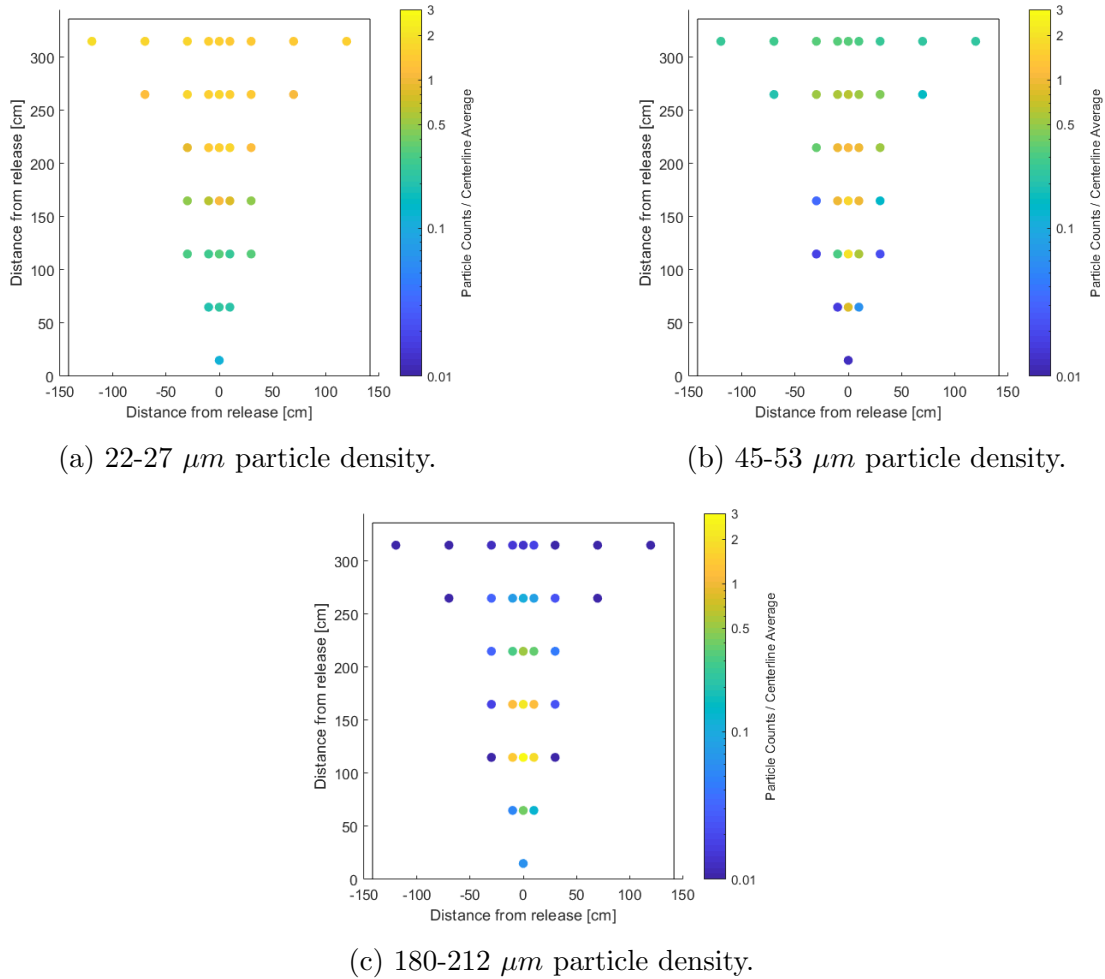 3
2
1
0.5
0.1
0.01
Particle Counts / Centerline Average
300
250
200
150
100
50
0
Distance from release [cm]
-150 -100 -50 0 50 100 150
Distance from release [cm]
(a) 22-27 μm particle density.
3
2
1
0.5
0.1
0.01
Particle Counts / Centerline Average
300
250
200
150
100
50
0
Distance from release [cm]
-150 -100 -50 0 50 100 150
Distance from release [cm]
(b) 45-53 μm particle density.
3
2
1
0.5
0.1
0.01
Particle Counts / Centerline Average
300
250
200
150
100
50
0
Distance from release [cm]
-150 -100 -50 0 50 100 150
Distance from release [cm]
(c) 180-212 μm particle density.